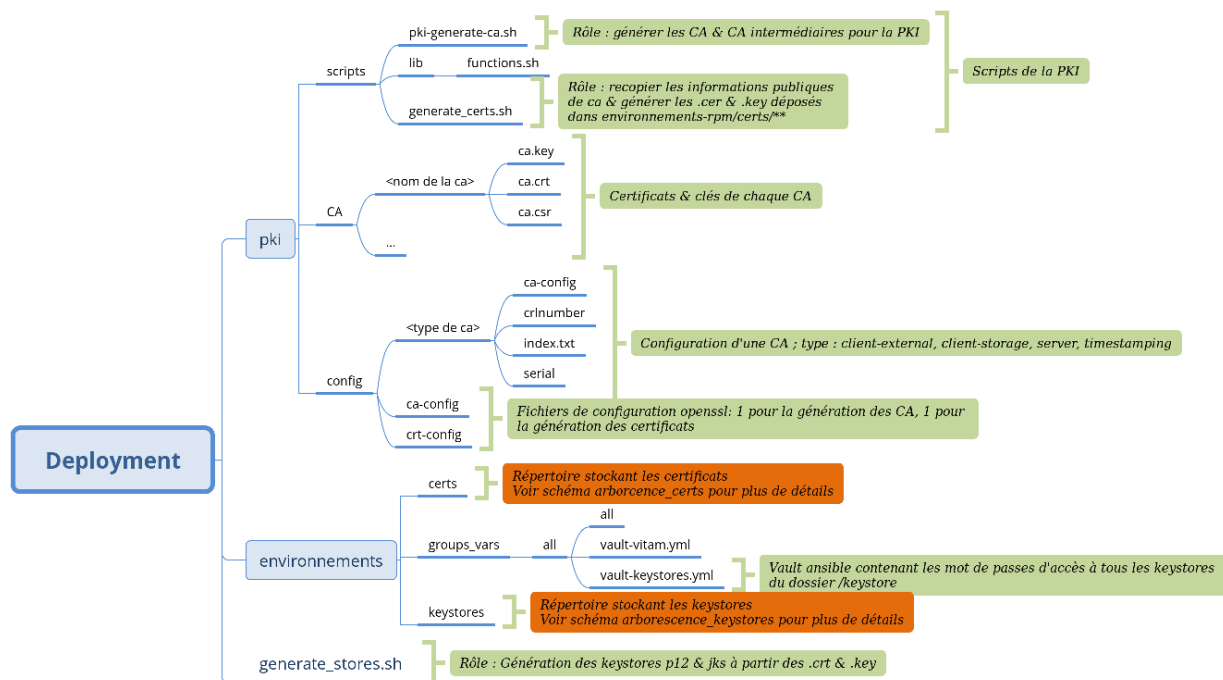 pki-generate-ca.sh
Rôle : générer les CA & CA intermédiaires pour la PKI
scripts
lib
functions.sh
Scripts de la PKI
generate_certs.sh
Rôle : recopier les informations publiques
de ca & générer les .cer & .key déposés
dans environnements-rpm/certs/**
pki
CA
<nom de la ca>
ca.key
ca.crt
ca.csr
Certificats & clés de chaque CA
...
config
<type de ca>
ca-config
crlnumber
index.txt
serial
Configuration d'une CA ; type : client-external, client-storage, server, timestamping
ca-config
crt-config
Fichiers de configuration openssl: 1 pour la génération des CA, 1 pour
la génération des certificats
Deployment
environnements
certs
Répertoire stockant les certificats
Voir schéma arborcence_certs pour plus de détails
groups_vars
all
all
vault-vitam.yml
vault-keystores.yml
Vault ansible contenant les mot de passes d'accès à tous les keystores
du dossier /keystore
keystores
Répertoire stockant les keystores
Voir schéma arborescence_keystores pour plus de détails
generate_stores.sh
Rôle : Génération des keystores p12 & jks à partir des .crt & .key